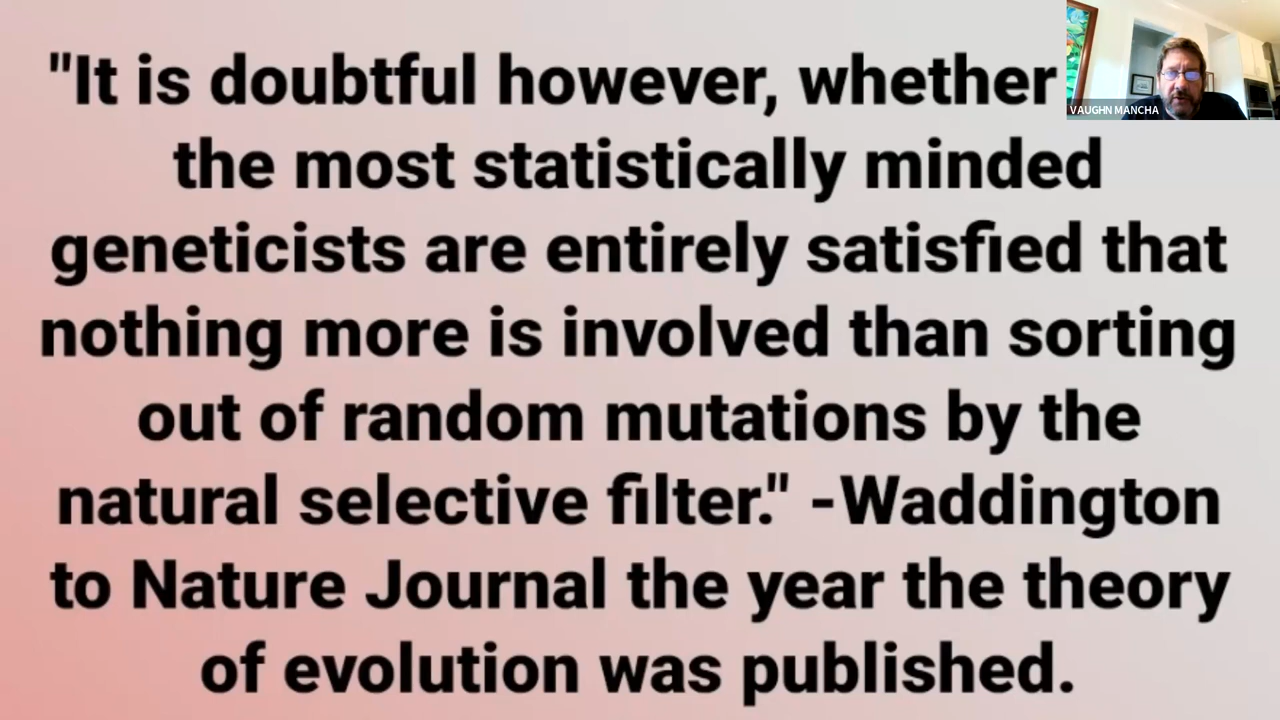 "It is doubtful however, whether
the most statistically minded
geneticists are entirely satisfied that
nothing more is involved than sorting
out of random mutations by the
natural selective filter." -Waddington
to Nature Journal the year the theory
of evolution was published.
VAUGHN MANCHA